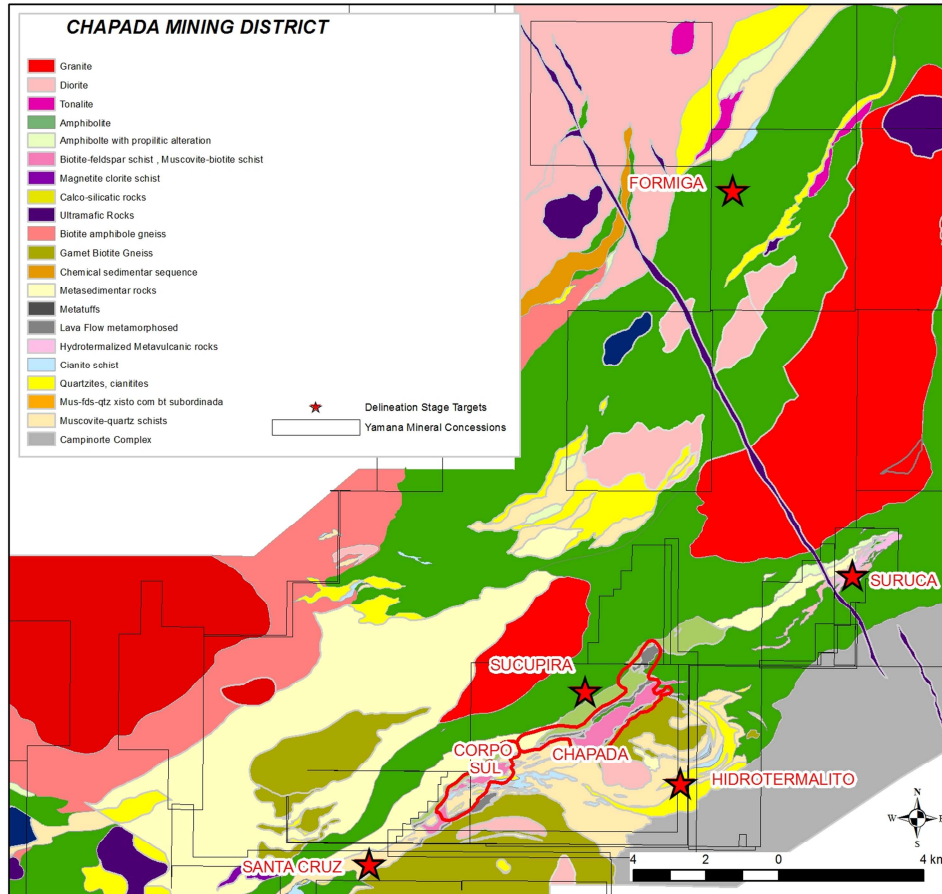 CHAPADA MINING DISTRICT
Granite
Diorite
Tonalite
Amphibolite
Amphibolte with propilitic alteration
Biotite-feldspar schist , Muscovite-biotite schist
Magnetite clorite schist
Calco-silicatic rocks
Ultramafic Rocks
Biotite amphibole gneiss
Garnet Biotite Gneiss
Chemical sedimentar sequence
Metasedimentar rocks
Metatuffs
Lava Flow metamorphosed
Hydrotermalized Metavulcanic rocks
Cianito schist
Quartzites, cianitites
Mus-fds-qtz xisto com bt subordinada
Muscovite-quartz schists
Campinorte Complex
Delineation Stage Targets
Yamana Mineral Concessions
FORMIGA
SURUCA
SUCUPIRA
CORPO
SUL
CHAPADA
HIDROTERMALITO
SANTA CRUZ
N
W E
S
4 2 0 4 km